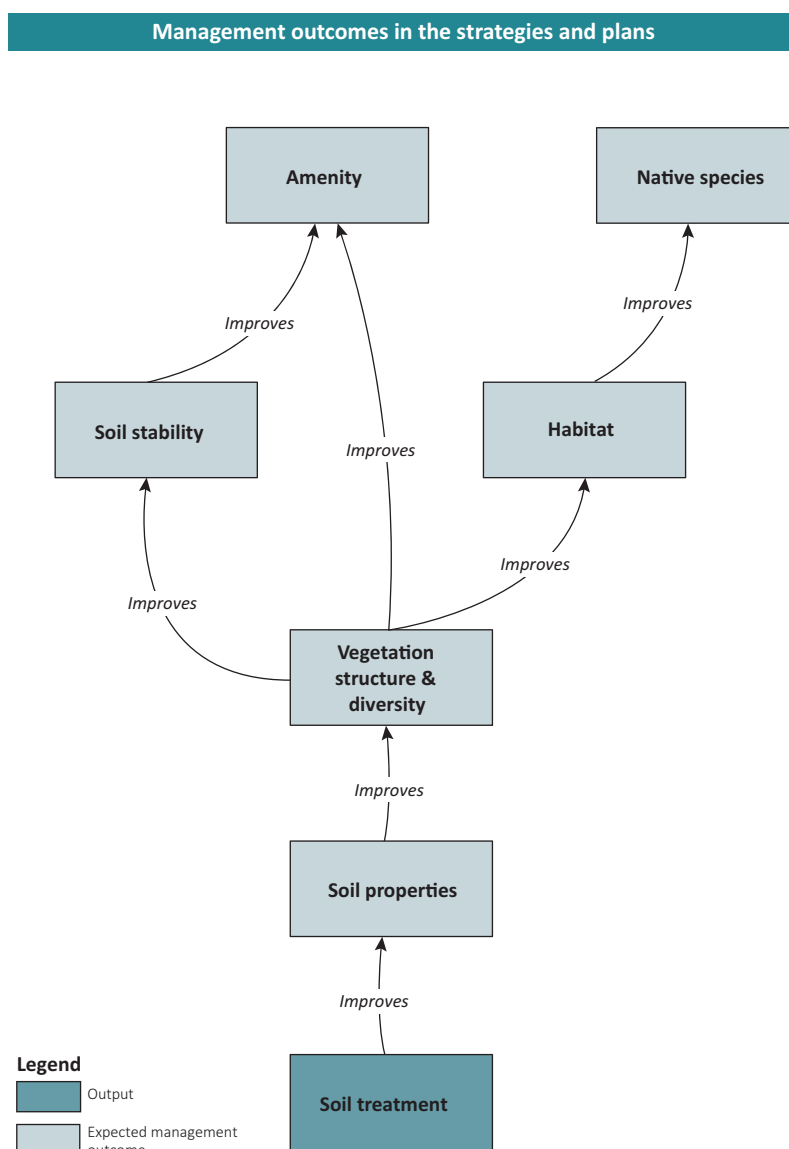 Management outcomes in the strategies and plans
Amenity
Native species
Improves
Improves
Soil stability
Habitat
Improves
Improves
Improves
Vegetation
structure &
diversity
Improves
Soil properties
Improves
Legend
Output
Soil treatment
Expected management
outcome